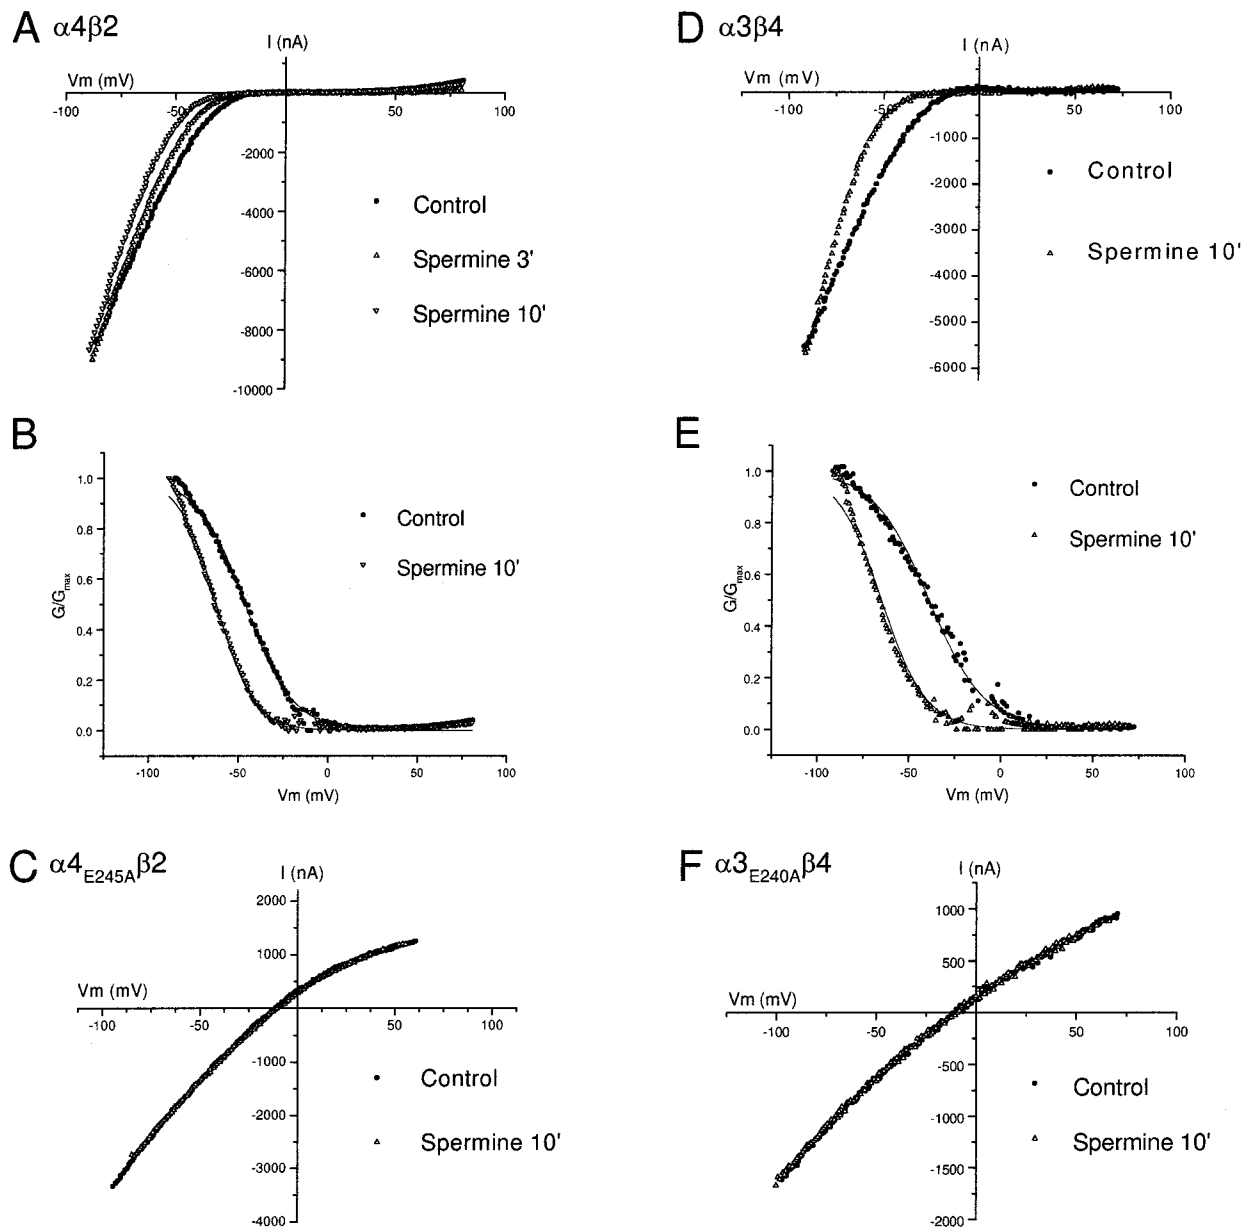 A α4β2
I (nA)
Vm (mV)
-100 -50 50 100
-2000
-4000
-6000
-8000
-10000
Control
Spermine 3'
Spermine 10'
D α3β4
I (nA)
Vm (mV)
-100 -50 50 100
-1000
-2000
-3000
-4000
-5000
-6000
Control
Spermine 10'
B
G/Gmax
1.0
0.8
0.6
0.4
0.2
0.0
-100 -50 0 50 100
Vm (mV)
Control
Spermine 10'
E
G/Gmax
1.0
0.8
0.6
0.4
0.2
0.0
-100 -50 0 50 100
Vm (mV)
Control
Spermine 10'
C α4E245Aβ2
I (nA)
2000
1000
Vm (mV)
-100 -50 50 100
-1000
-2000
-3000
-4000
Control
Spermine 10'
F α3E240Aβ4
I (nA)
1000
500
Vm (mV)
-100 -50 50 100
-500
-1000
-1500
-2000
Control
Spermine 10'